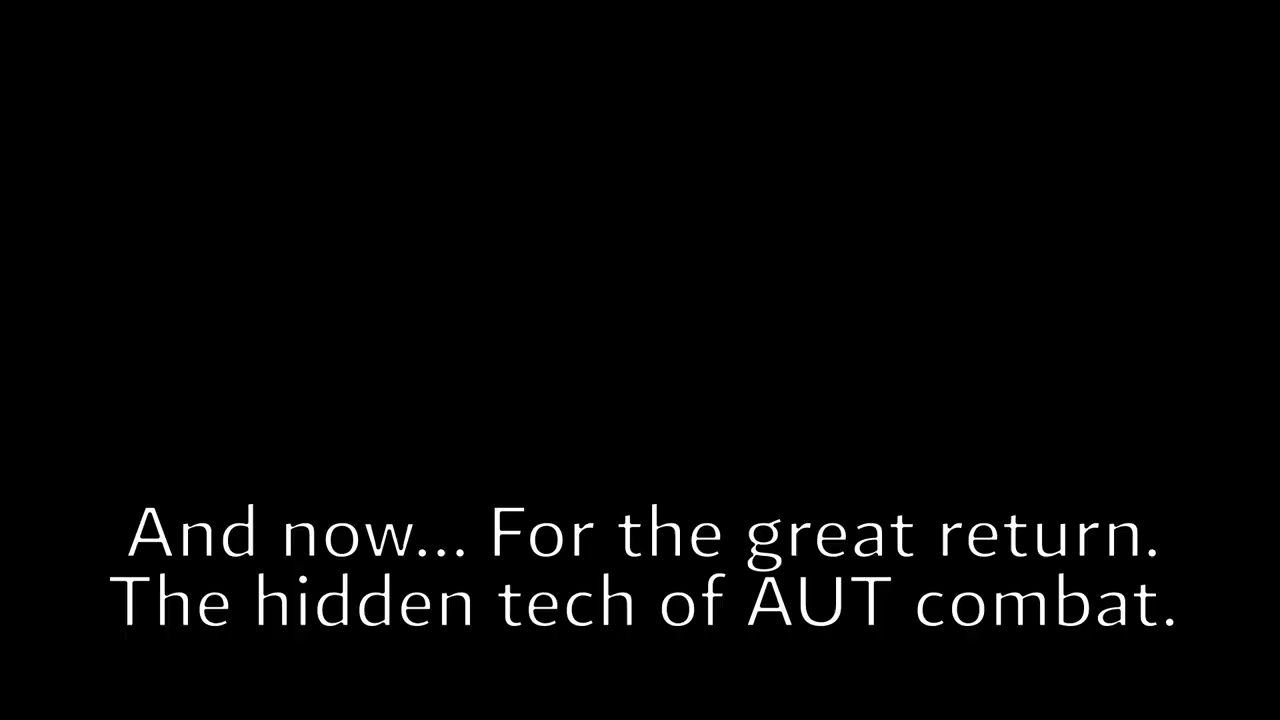 And now... For the great return.
The hidden tech of AUT combat.